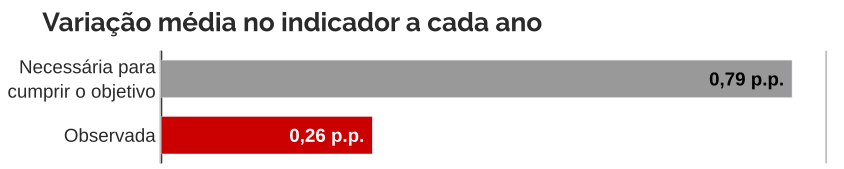 Variação média no indicador a cada ano
Necessária para
cumprir o objetivo
0,79 p.p.
Observada
0,26 p.p.